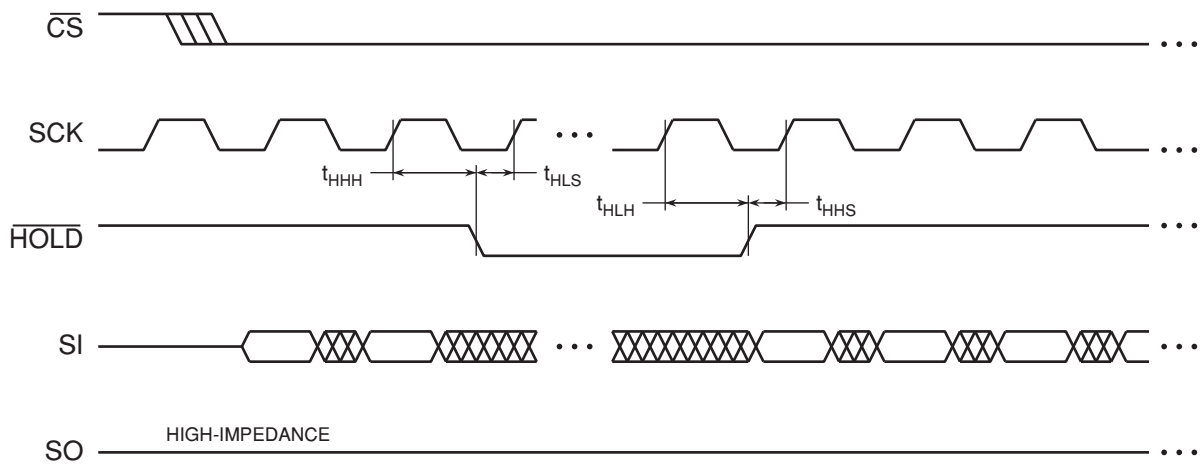 CS
SCK
tHHH
tHLS
tHLH
tHHS
HOLD
SI
SO
HIGH-IMPEDANCE